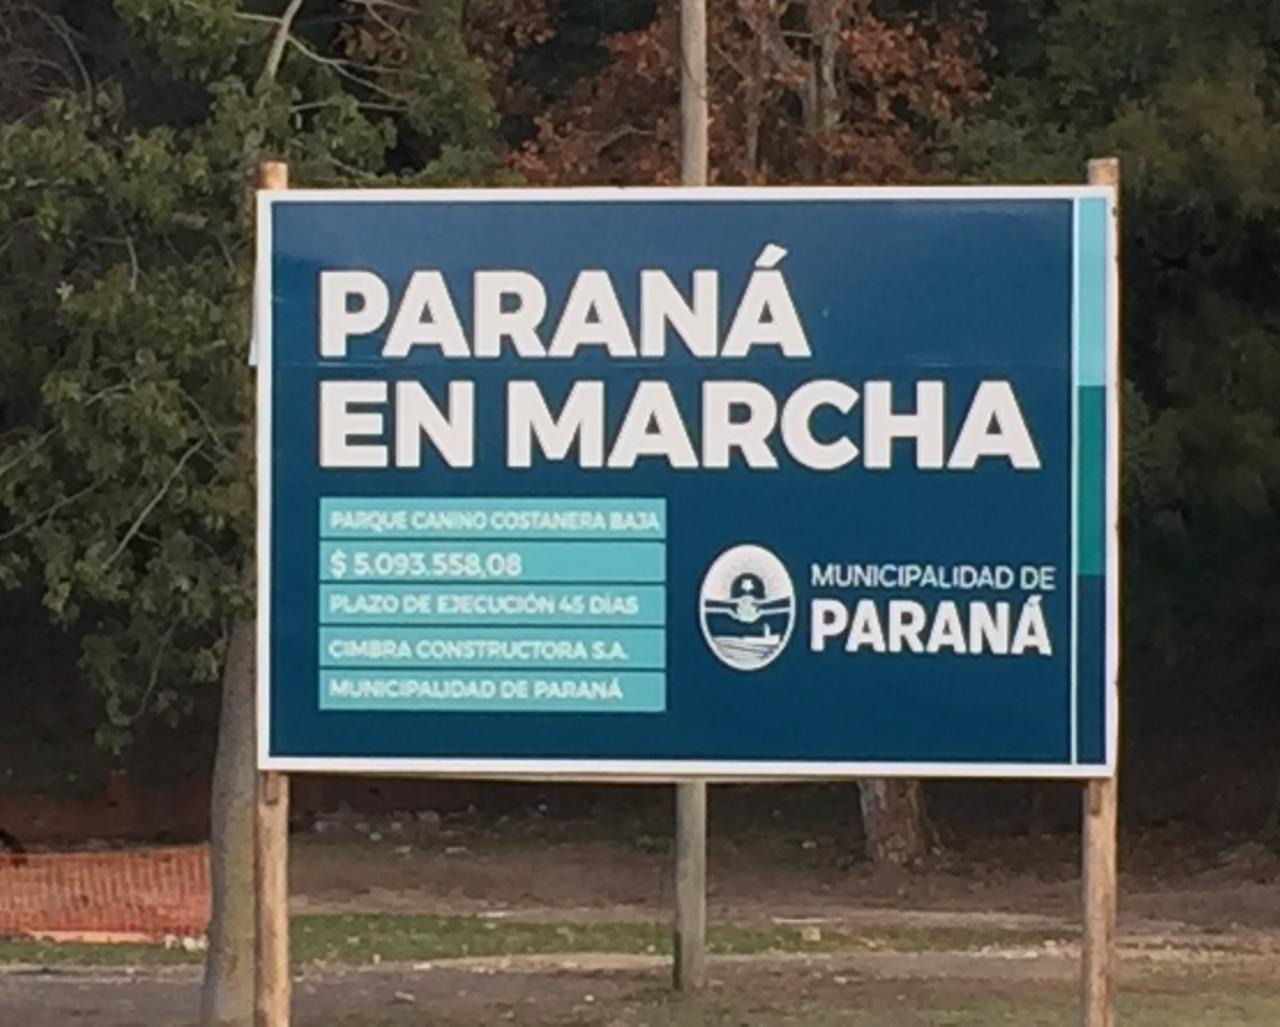 PARANÁ
EN MARCHA
PARQUE CANINO COSTANERA BAJA
$ 5.093.558,08
PLAZO DE EJECUCIÓN 45 DÍAS
CIMBRA CONSTRUCTORA S.A.
MUNICIPALIDAD DE PARANÁ
MUNICIPALIDAD DE
PARANÁ